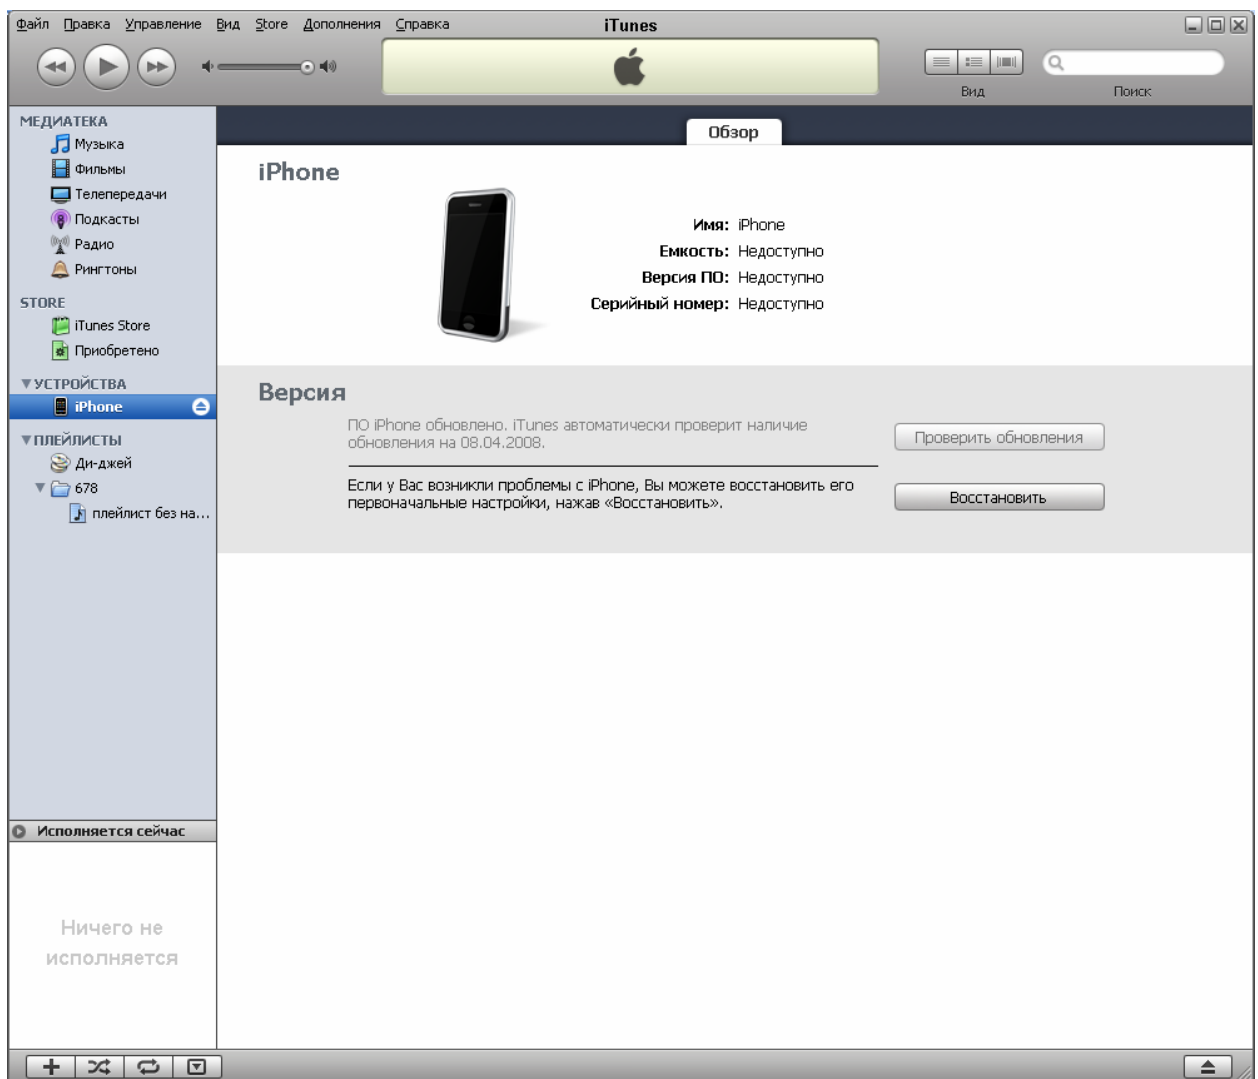 Файл Правка Управление Вид Store Дополнения Справка
iTunes
Вид
Поиск
МЕДИАТЕКА
Музыка
Фильмы
Телепередачи
Подкасты
Радио
Рингтоны
STORE
iTunes Store
Приобретено
УСТРОЙСТВА
iPhone
ПЛЕЙЛИСТЫ
Ди-джей
678
плейлист без на...
Исполняется сейчас
Ничего не
исполняется
Обзор
iPhone
Имя: iPhone
Емкость: Недоступно
Версия ПО: Недоступно
Серийный номер: Недоступно
Версия
ПО iPhone обновлено. iTunes автоматически проверит наличие
обновления на 08.04.2008.
Проверить обновления
Если у Вас возникли проблемы с iPhone, Вы можете восстановить его
первоначальные настройки, нажав «Восстановить».
Восстановить